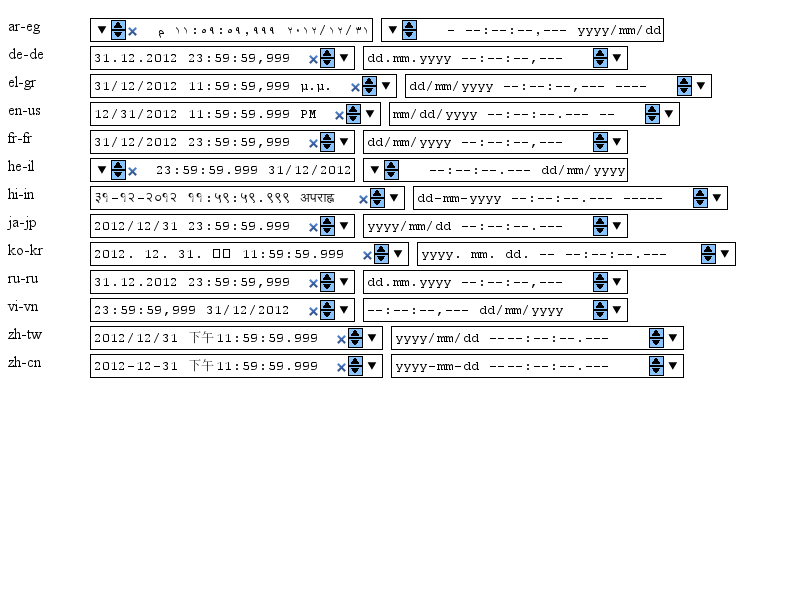 ar-eg م ١١:٥٩:٥٩,٩٩٩ ٢٠١٢/١٢/٣١ - --:--:--,--- yyyy/mm/dd
de-de 31.12.2012 23:59:59,999 dd.mm.yyyy --:--:--,---
el-gr 31/12/2012 11:59:59,999 μ.μ. dd/mm/yyyy --:--:--,--- ----
en-us 12/31/2012 11:59:59.999 PM mm/dd/yyyy --:--:--.--- --
fr-fr 31/12/2012 23:59:59,999 dd/mm/yyyy --:--:--,---
he-il 23:59:59.999 31/12/2012 --:--:--.--- dd/mm/yyyy
hi-in ३१-१२-२०१२ ११:५९:५९.९९९ अपराह्न dd-mm-yyyy --:--:--.--- -----
ja-jp 2012/12/31 23:59:59.999 yyyy/mm/dd --:--:--.---
ko-kr 2012. 12. 31. 11:59:59.999 yyyy. mm. dd. -- --:--:--.---
ru-ru 31.12.2012 23:59:59,999 dd.mm.yyyy --:--:--,---
vi-vn 23:59:59,999 31/12/2012 --:--:--,--- dd/mm/yyyy
zh-tw 2012/12/31 下午11:59:59.999 yyyy/mm/dd ----:--:--.---
zh-cn 2012-12-31 下午11:59:59.999 yyyy-mm-dd ----:--:--.---